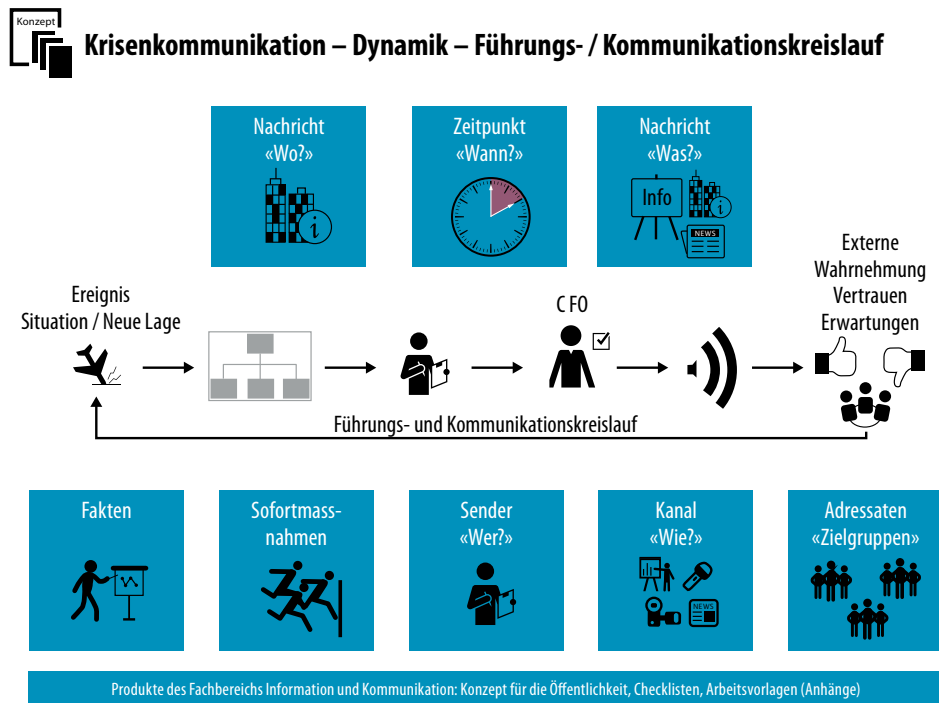 Konzept
Krisenkommunikation – Dynamik – Führungs- / Kommunikationskreislauf
Nachricht
«Wo?»
i
Zeitpunkt
«Wann?»
Nachricht
«Was?»
Info
i
NEWS
Ereignis
Situation / Neue Lage
C FO
Externe
Wahrnehmung
Vertrauen
Erwartungen
Führungs- und Kommunikationskreislauf
Fakten
Sofortmass-
nahmen
Sender
«Wer?»
Kanal
«Wie?»
NEWS
Adressaten
«Zielgruppen»
Produkte des Fachbereichs Information und Kommunikation: Konzept für die Öffentlichkeit, Checklisten, Arbeitsvorlagen (Anhänge)